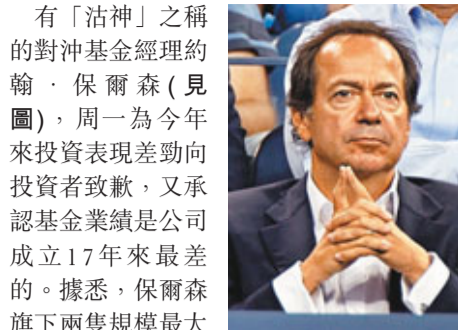 有「沽神」之稱
的對沖基金經理約
翰．保爾森(見
圖)，周一為今年
來投資表現差勁向
投資者致歉，又承
認基金業績是公司
成立17年來最差
的。據悉，保爾森
旗下兩隻規模最大